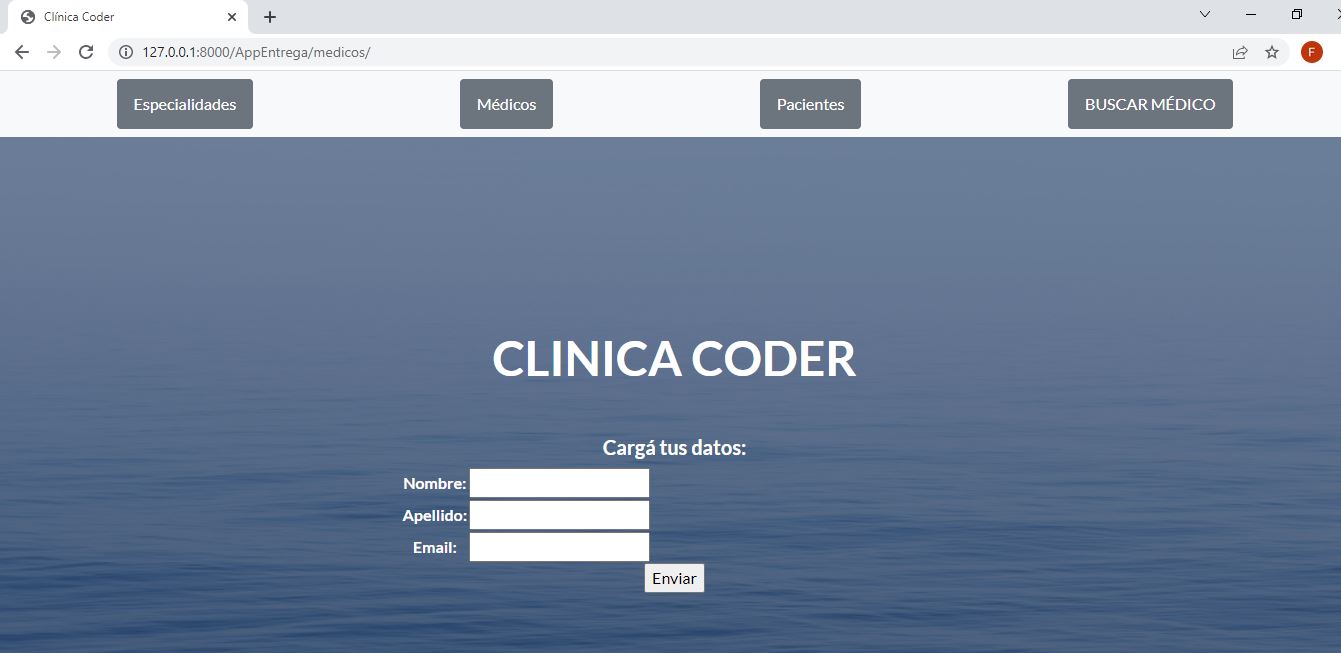 Clínica Coder
127.0.0.1:8000/AppEntrega/medicos/
F
Especialidades
Médicos
Pacientes
BUSCAR MÉDICO
CLINICA CODER
Cargá tus datos:
Nombre:
Apellido:
Email:
Enviar